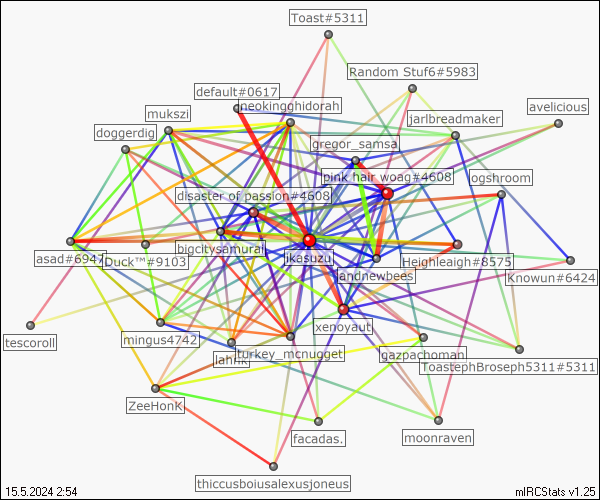 Toast#5311
Random Stuf6#5983
default#0617
neokingghidorah
avelicious
mukszi
jarlbreadmaker
doggerdig
gregor_samsa
pink hair woag#4608
ogshroom
disaster of passion#4608
bigcitysamurai
asad#6947
Duck™#9103
ikasuzu
Heighleaigh#8575
andnewbees
Knowun#6424
xenoyauti
tescoroll
mingus4742
turkey_mcnugget
gazpachoman
ToastephBroseph5311#5311
ZeeHonK
facadas.
moonraven
thiccusboiusalexusjoneus
15.5.2024 2:54
mIRCStats v1.25